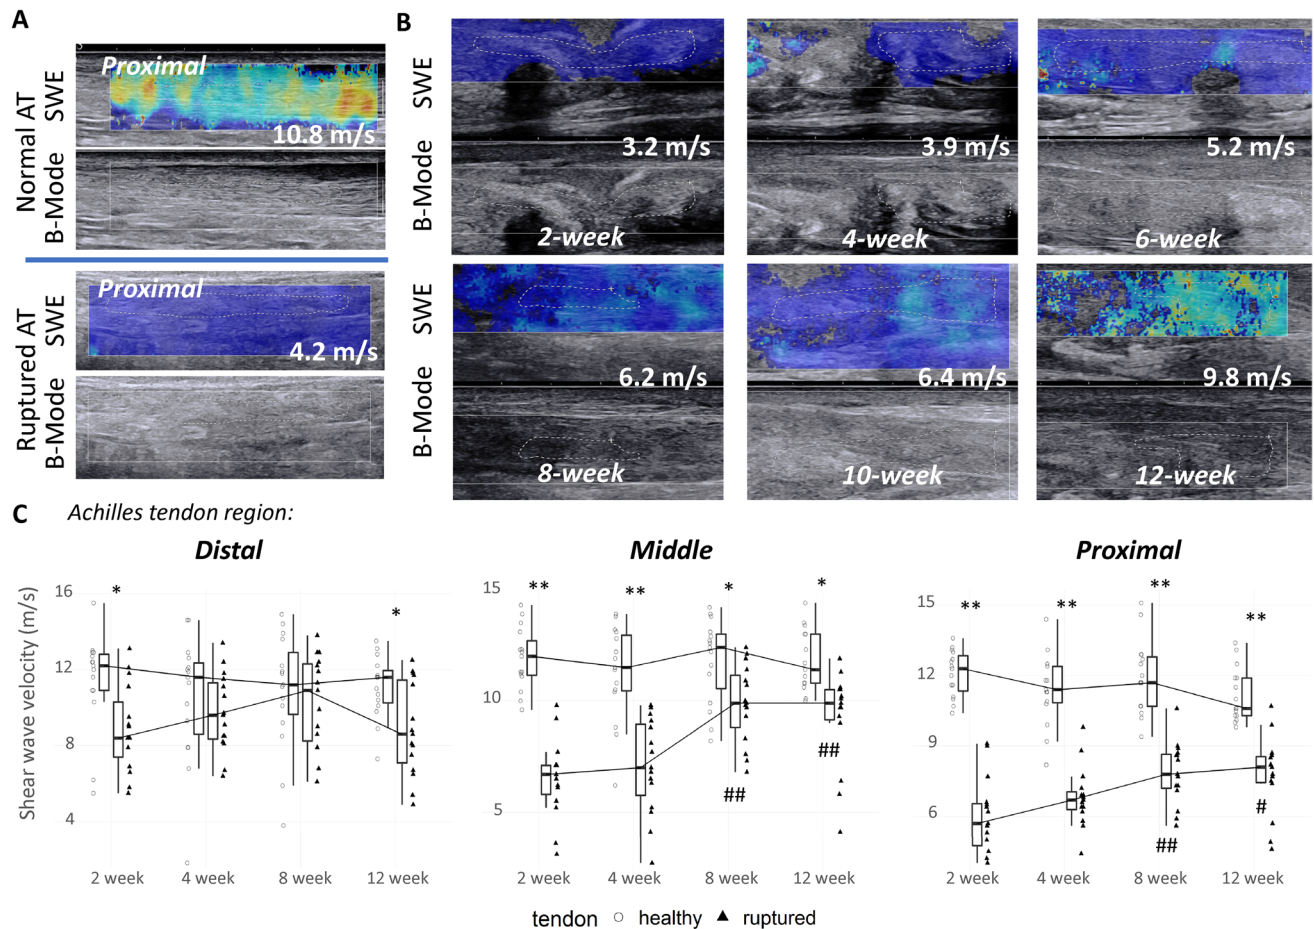 A
Normal AT
SWE
B-Mode
Proximal
10.8 m/s
Ruptured AT
SWE
B-Mode
Proximal
4.2 m/s
B
SWE
B-Mode
3.2 m/s
2-week
3.9 m/s
4-week
5.2 m/s
6-week
SWE
B-Mode
6.2 m/s
8-week
6.4 m/s
10-week
9.8 m/s
12-week
C
Achilles tendon region:
Distal
Middle
Proximal
Shear wave velocity (m/s)
16
12
8
4
*
*
2 week
4 week
8 week
12 week
15
10
5
**
**
*
*
##
##
2 week
4 week
8 week
12 week
15
12
9
6
**
**
**
**
##
#
2 week
4 week
8 week
12 week
tendon ○ healthy ▲ ruptured